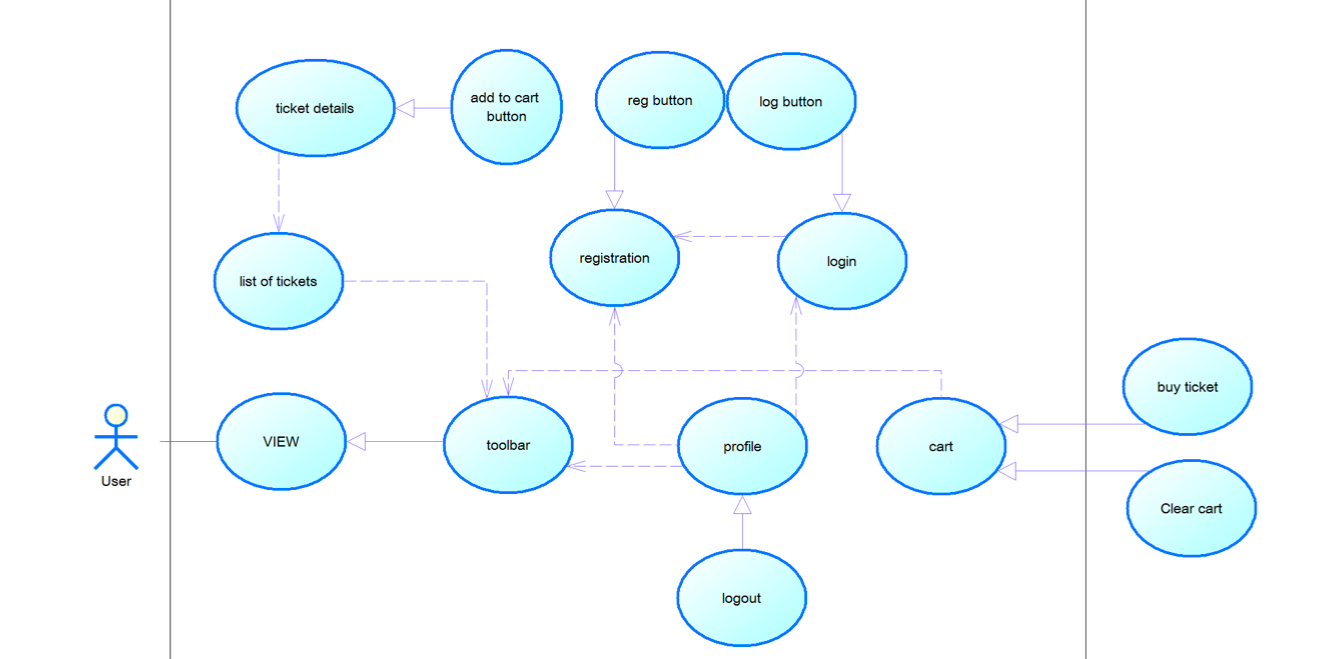 ticket details
add to cart
button
reg button
log button
registration
login
list of tickets
buy ticket
VIEW
toolbar
profile
cart
User
Clear cart
logout